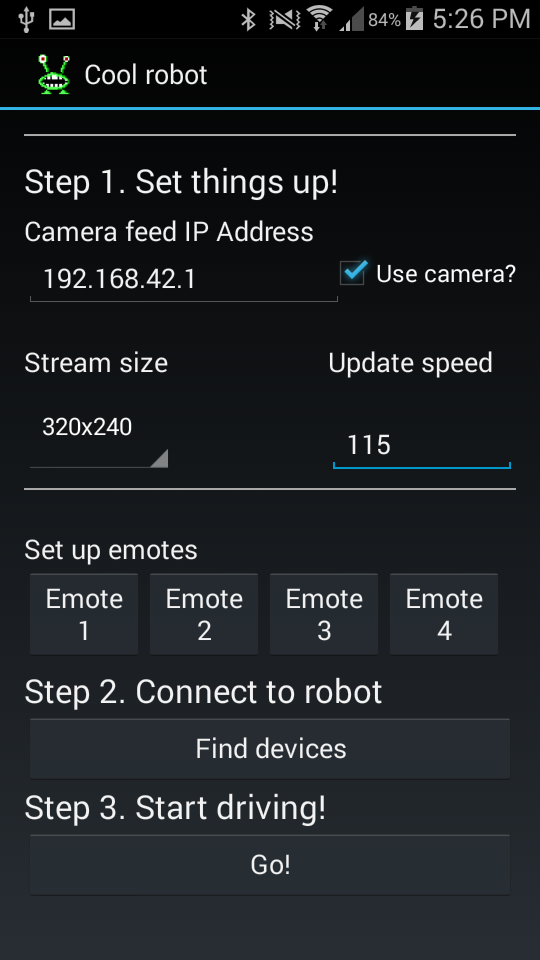 84% 5:26 PM
Cool robot
Step 1. Set things up!
Camera feed IP Address
192.168.42.1 Use camera?
Stream size Update speed
320x240
115
Set up emotes
Emote Emote Emote Emote
1 2 3 4
Step 2. Connect to robot
Find devices
Step 3. Start driving!
Go!